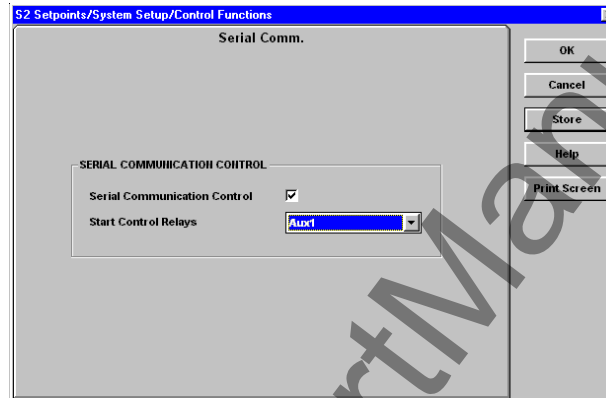 S2 Setpoints/System Setup/Control Functions
Serial Comm.
OK
Cancel
Store
Help
Print Screen
SERIAL COMMUNICATION CONTROL
Serial Communication Control
Start Control Relays
Aux1